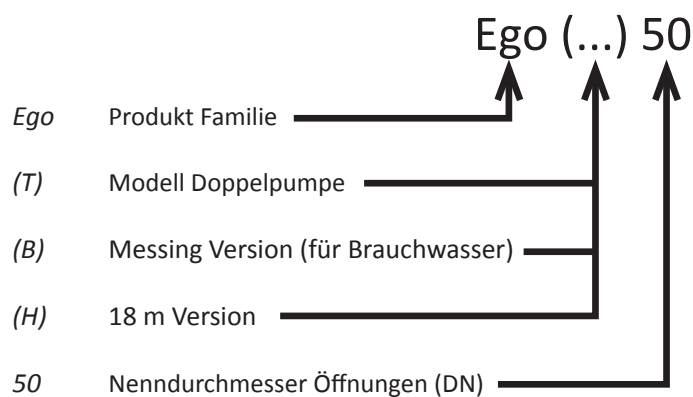 Ego (...) 50
Ego Produkt Familie
(T) Modell Doppelpumpe
(B) Messing Version (für Brauchwasser)
(H) 18 m Version
50 Nenndurchmesser Öffnungen (DN)